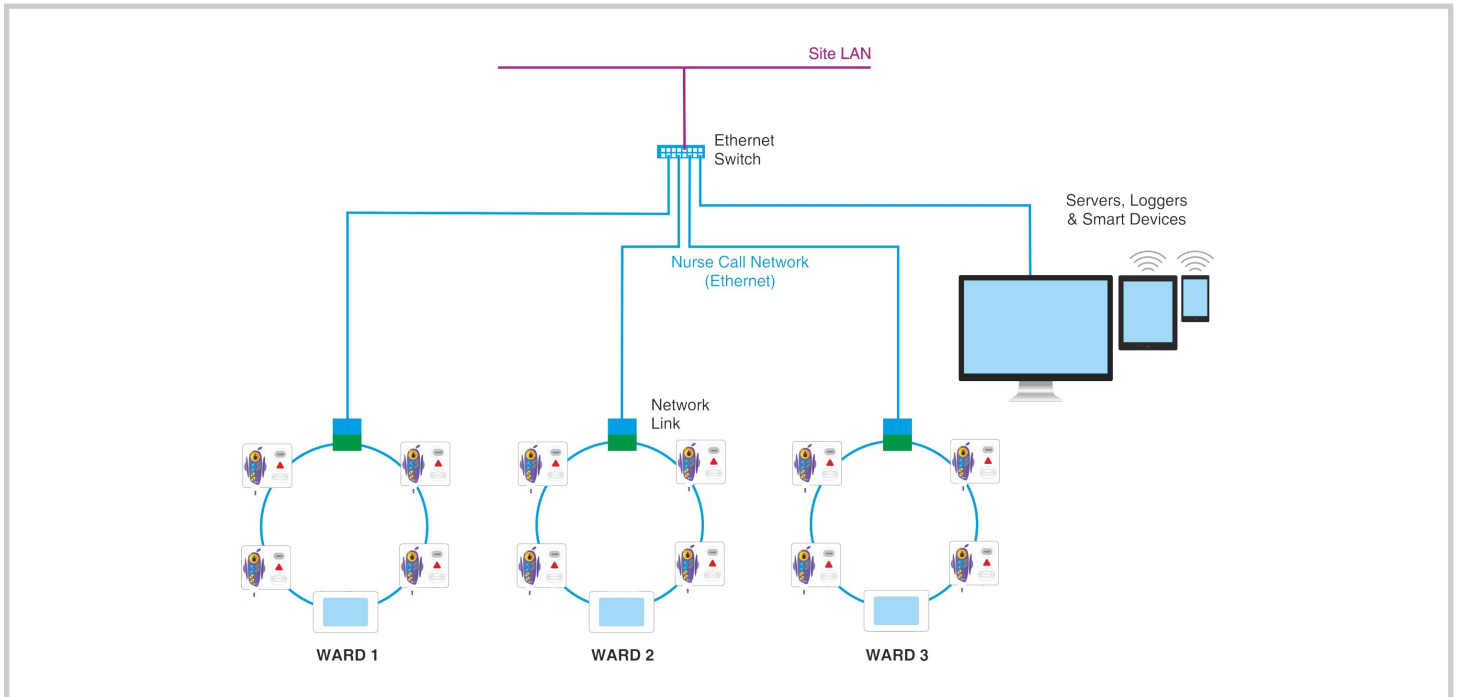 Site LAN
Ethernet
Switch
Servers, Loggers
& Smart Devices
Nurse Call Network
(Ethernet)
Network
Link
WARD 1
WARD 2
WARD 3